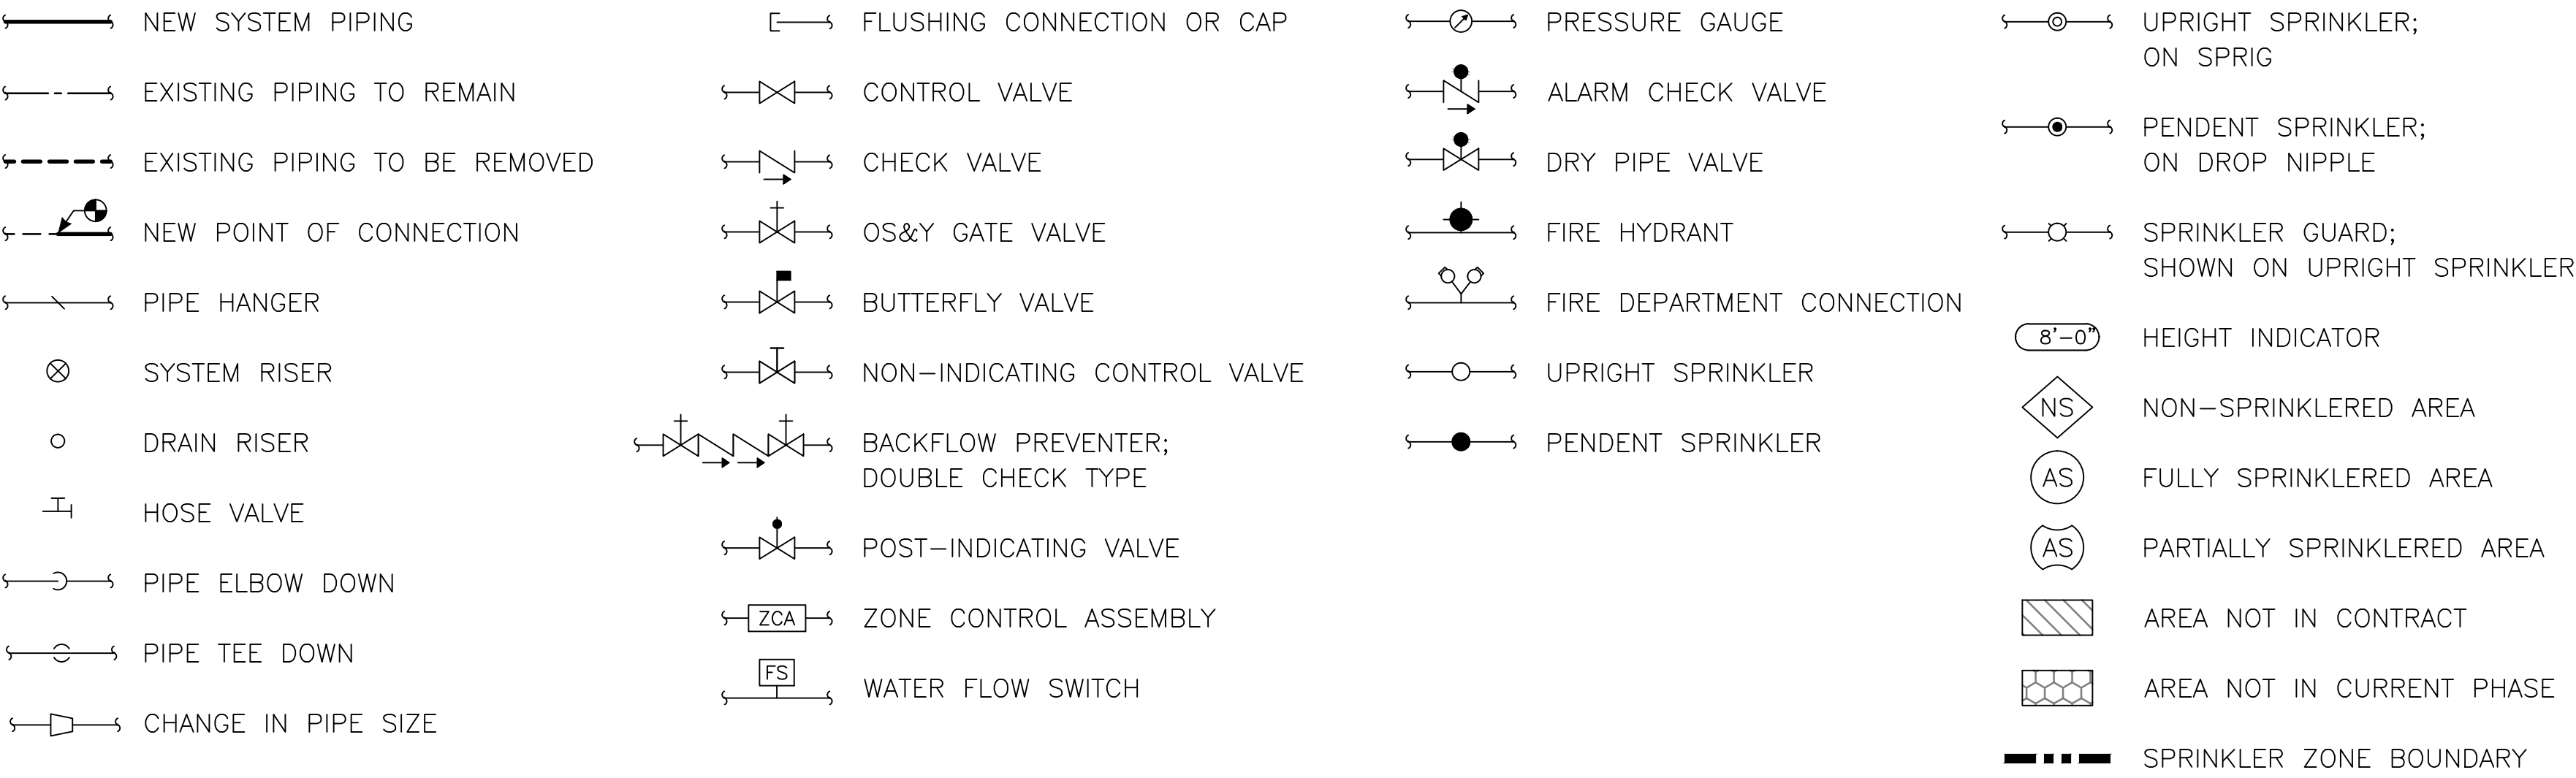 NEW SYSTEM PIPING
EXISTING PIPING TO REMAIN
EXISTING PIPING TO BE REMOVED
NEW POINT OF CONNECTION
PIPE HANGER
SYSTEM RISER
DRAIN RISER
HOSE VALVE
PIPE ELBOW DOWN
PIPE TEE DOWN
CHANGE IN PIPE SIZE
FLUSHING CONNECTION OR CAP
CONTROL VALVE
CHECK VALVE
OS&Y GATE VALVE
BUTTERFLY VALVE
NON-INDICATING CONTROL VALVE
BACKFLOW PREVENTER;
DOUBLE CHECK TYPE
POST-INDICATING VALVE
ZCA ZONE CONTROL ASSEMBLY
FS WATER FLOW SWITCH
PRESSURE GAUGE
ALARM CHECK VALVE
DRY PIPE VALVE
FIRE HYDRANT
FIRE DEPARTMENT CONNECTION
UPRIGHT SPRINKLER
PENDENT SPRINKLER
UPRIGHT SPRINKLER;
ON SPRIG
PENDENT SPRINKLER;
ON DROP NIPPLE
SPRINKLER GUARD;
SHOWN ON UPRIGHT SPRINKLER
8'-0" HEIGHT INDICATOR
NS NON-SPRINKLERED AREA
AS FULLY SPRINKLERED AREA
AS PARTIALLY SPRINKLERED AREA
AREA NOT IN CONTRACT
AREA NOT IN CURRENT PHASE
SPRINKLER ZONE BOUNDARY